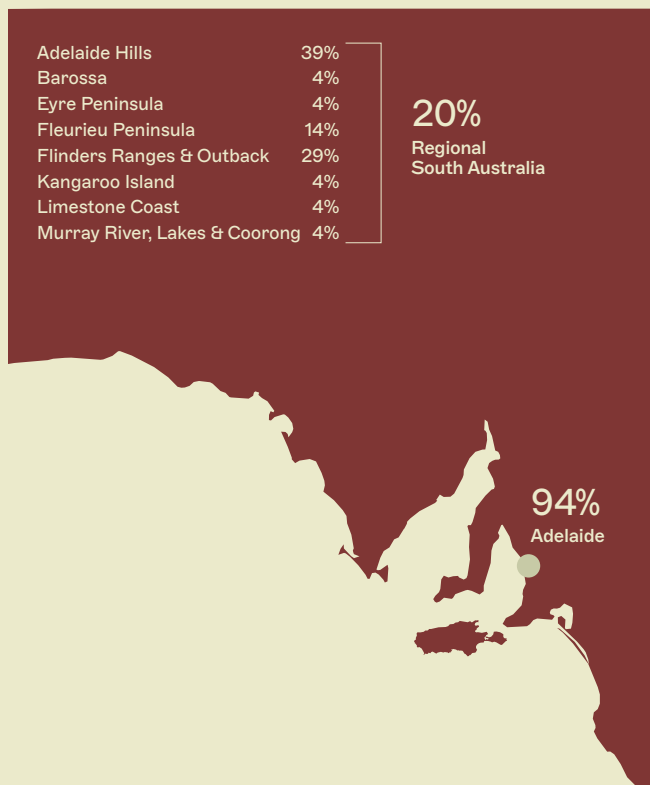 Adelaide Hills 39%
Barossa 4%
Eyre Peninsula 4%
Fleurieu Peninsula 14%
Flinders Ranges & Outback 29%
Kangaroo Island 4%
Limestone Coast 4%
Murray River, Lakes & Coorong 4%
20%
Regional
South Australia
94%
Adelaide